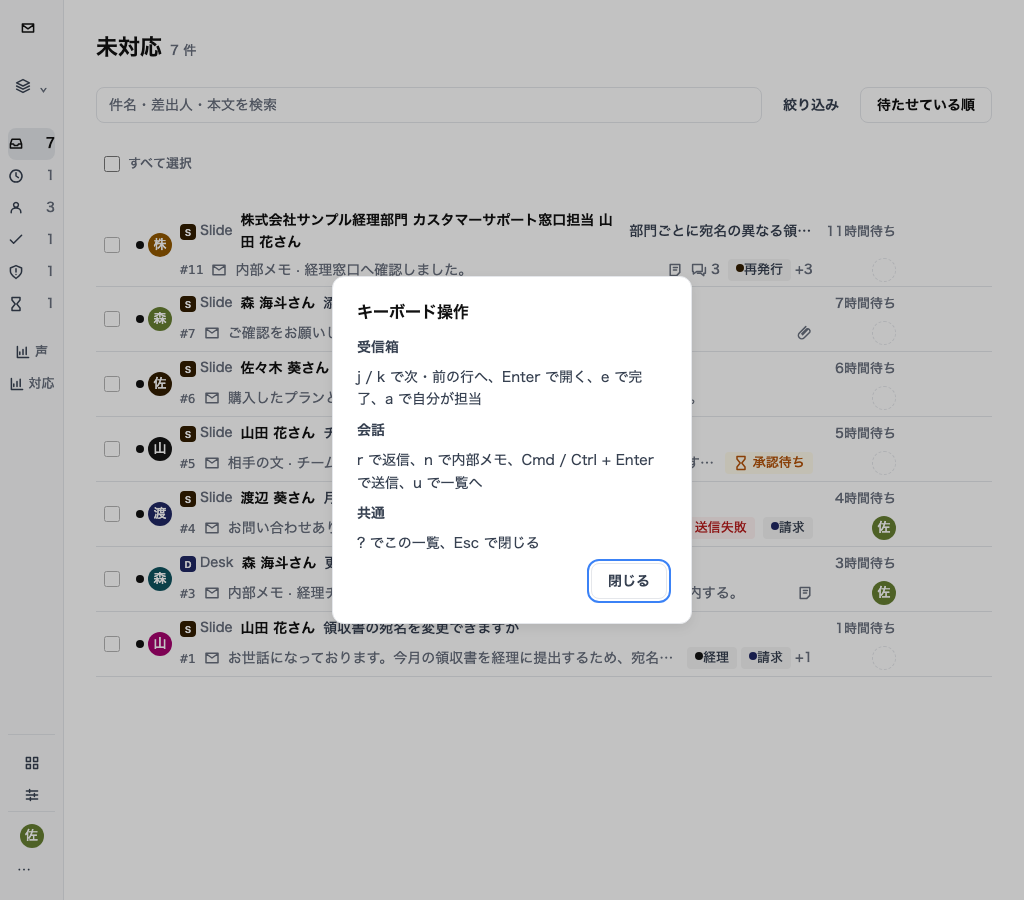 未対応 7 件
件名・差出人・本文を検索
絞り込み
待たせている順
7
1
3
1
1
1
声
対応
佐
…
すべて選択
株
S Slide 株式会社サンプル経理部門 カスタマーサポート窓口担当 山田 花さん 部門ごとに宛名の異なる領… 11時間待ち
#11 内部メモ · 経理窓口へ確認しました。 3 再発行 +3
森
S Slide 森 海斗さん 7時間待ち
#7 ご確認をお願いし
佐
S Slide 佐々木 葵さん 6時間待ち
#6 購入したプランと
山
S Slide 山田 花さん 5時間待ち
#5 相手の文 · チーム す… 承認待ち
渡
S Slide 渡辺 葵さん 月 4時間待ち
#4 お問い合わせあり 送信失敗 請求 佐
森
D Desk 森 海斗さん 3時間待ち
#3 内部メモ · 経理チ 内する。 佐
山
S Slide 山田 花さん 領収書の宛名を変更できますか 1時間待ち
#1 お世話になっております。今月の領収書を経理に提出するため、宛名… 経理 請求 +1
キーボード操作
受信箱
j / k で次・前の行へ、Enter で開く、e で完
了、a で自分が担当
会話
r で返信、n で内部メモ、Cmd / Ctrl + Enter
で送信、u で一覧へ
共通
? でこの一覧、Esc で閉じる
閉じる